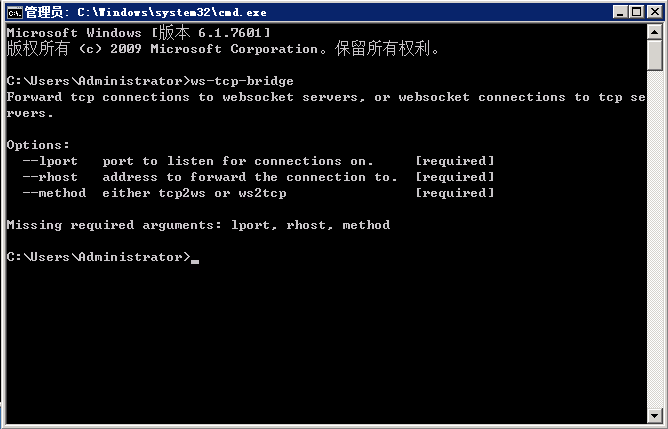 管理员: C:\Windows\system32\cmd.exe
Microsoft Windows [版本 6.1.7601]
版权所有 (c) 2009 Microsoft Corporation。保留所有权利。
C:\Users\Administrator>ws-tcp-bridge
Forward tcp connections to websocket servers, or websocket connections to tcp se
rvers.
Options:
  --lport   port to listen for connections on.     [required]
  --rhost   address to forward the connection to.  [required]
  --method  either tcp2ws or ws2tcp                [required]
Missing required arguments: lport, rhost, method
C:\Users\Administrator>_